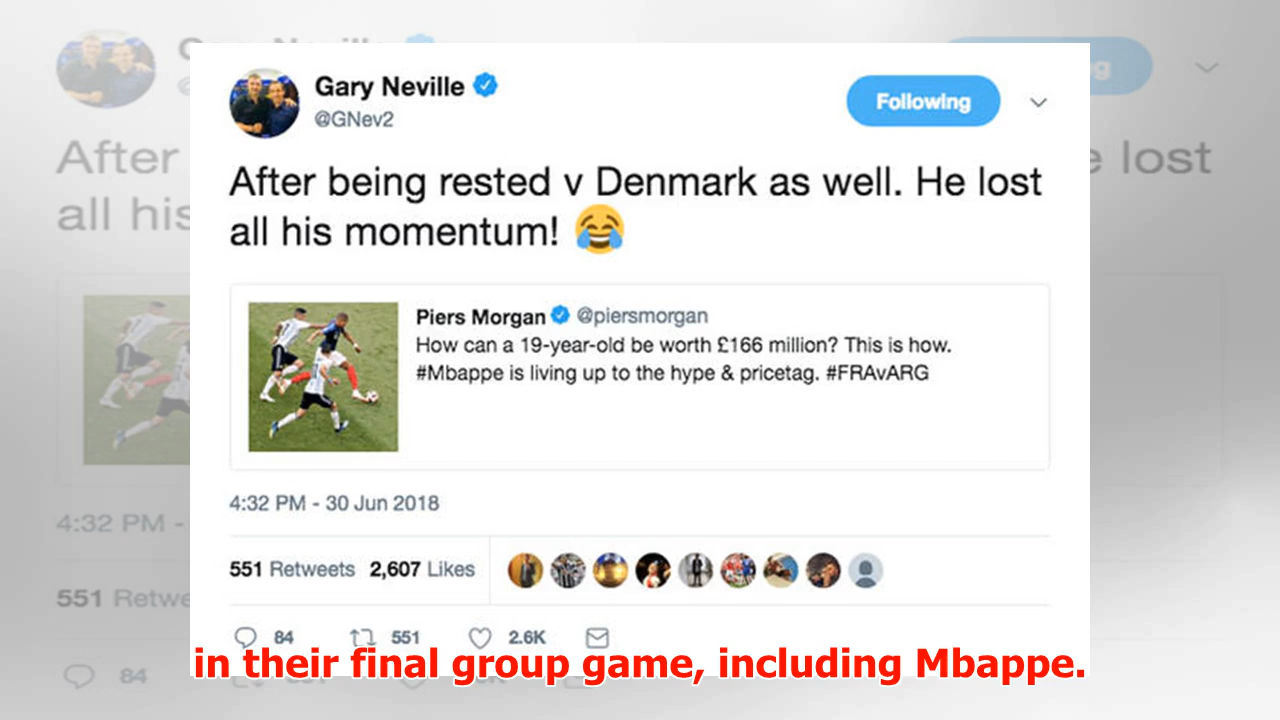 Gary Neville
@GNev2
Following
After being rested v Denmark as well. He lost
all his momentum! 😂
Piers Morgan @piersmorgan
How can a 19-year-old be worth £166 million? This is how.
#Mbappe is living up to the hype & pricetag. #FRAvARG
4:32 PM - 30 Jun 2018
551 Retweets 2,607 Likes
84 551 2.6K
in their final group game, including Mbappe.